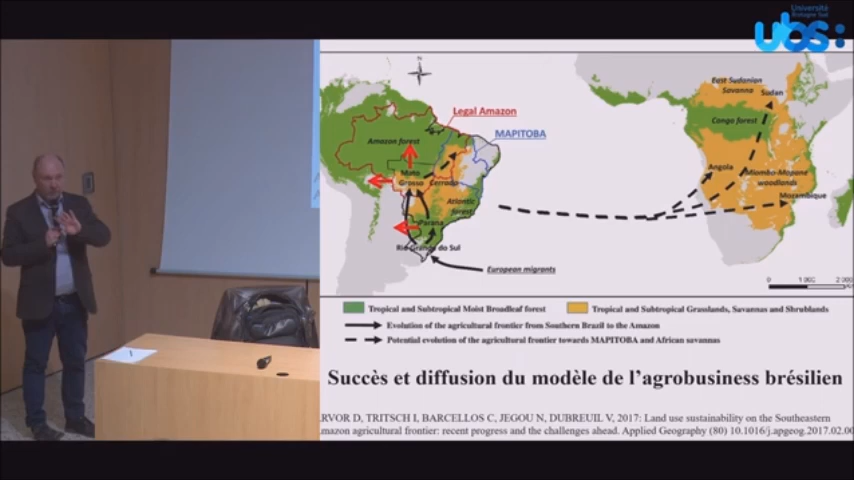 Université
Bretagne Sud
ubs:
N
East Sudanian
Savanna
Sudan
Legal Amazon
Congo forest
MAPITOBA
Amazon forest
Angola
Miombo-Mopane
woodlands
Mato
Grosso
Cerrado
Mozambique
Atlantic
forest
Parana
Rio Grande do Sul
European migrants
0
1 000
Tropical and Subtropical Moist Broadleaf forest
Tropical and Subtropical Grasslands, Savannas and Shrublands
Evolution of the agricultural frontier from Southern Brazil to the Amazon
Potential evolution of the agricultural frontier towards MAPITOBA and African savannas
Succès et diffusion du modèle de l'agrobusiness brésilien
RVOR D, TRITSCH I, BARCELLOS C, JEGOU N, DUBREUIL V, 2017: Land use sustainability on the Southeastern
mazon agricultural frontier: recent progress and the challenges ahead. Applied Geography (80) 10.1016/j.apgeog.2017.02.00